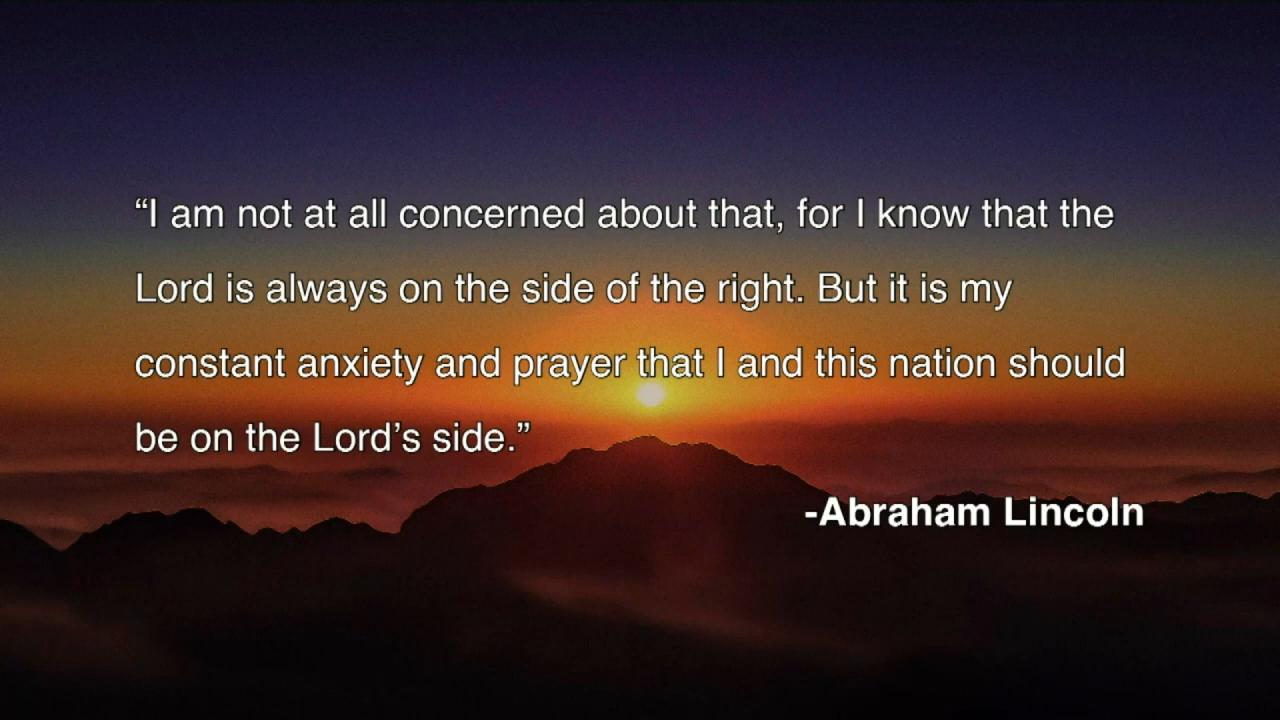 “I am not at all concerned about that, for I know that the
Lord is always on the side of the right. But it is my
constant anxiety and prayer that I and this nation should
be on the Lord’s side.”
-Abraham Lincoln